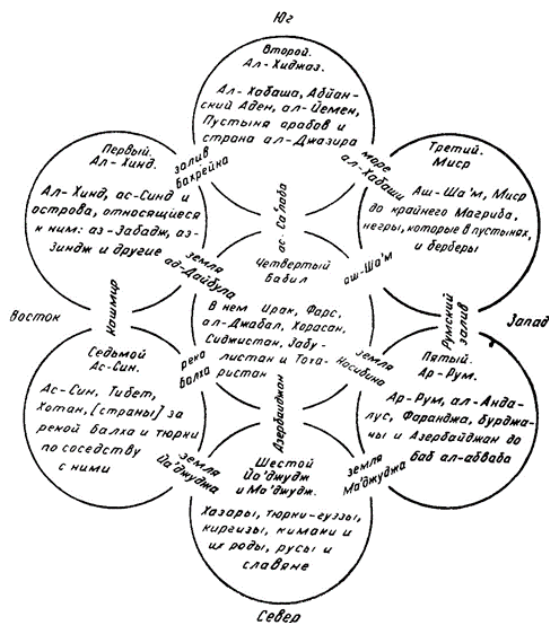 Юг
Второй.
Ал-Хиджаз.
Ал-Хабаша, Абйан-
ский Аден, ал-Йемен,
Пустыня арабов и
страна ал-Джазира
Первый.
Ал-Хинд.
Ал-Хинд, ас-Синд и
острова, относящиеся
к ним: аз-Забадж, аз-
Зиндж и другие
залив
Бахрейна
море
ал-Хабаши
Третий.
Миср
Аш-Ша'м, Миср
до крайнего Магриба,
негры, которые в пустынях,
и берберы
ас-Са'лаба
земля
ад-Дайбула
аш-Ша'м
Четвертый
Бабил
В нем Ирак, Фарс,
ал-Джабал, Хорасан,
Сиджистан, Забу-
листан и Тоха-
ристан
Восток
Кашмир
Румский
залив
Запад
Седьмой
Ас-Син.
Ас-Син, Тибет,
Хотан, [страны] за
рекой Балха и тюрки
по соседству
с ними
река
Балха
Азербайджан
земля
Насибина
Пятый.
Ар-Рум.
Ар-Рум, ал-Анда-
лус, Фаранджа, бурджа-
ны и Азербайджан до
Баб ал-абваба
земля
Йа'джуджа
земля
Ма'джуджа
Шестой
Йа'джудж
и Ма'джудж.
Хазары, тюрки-гуззы,
киргизы, кимаки и
их роды, русы и
славяне
Север